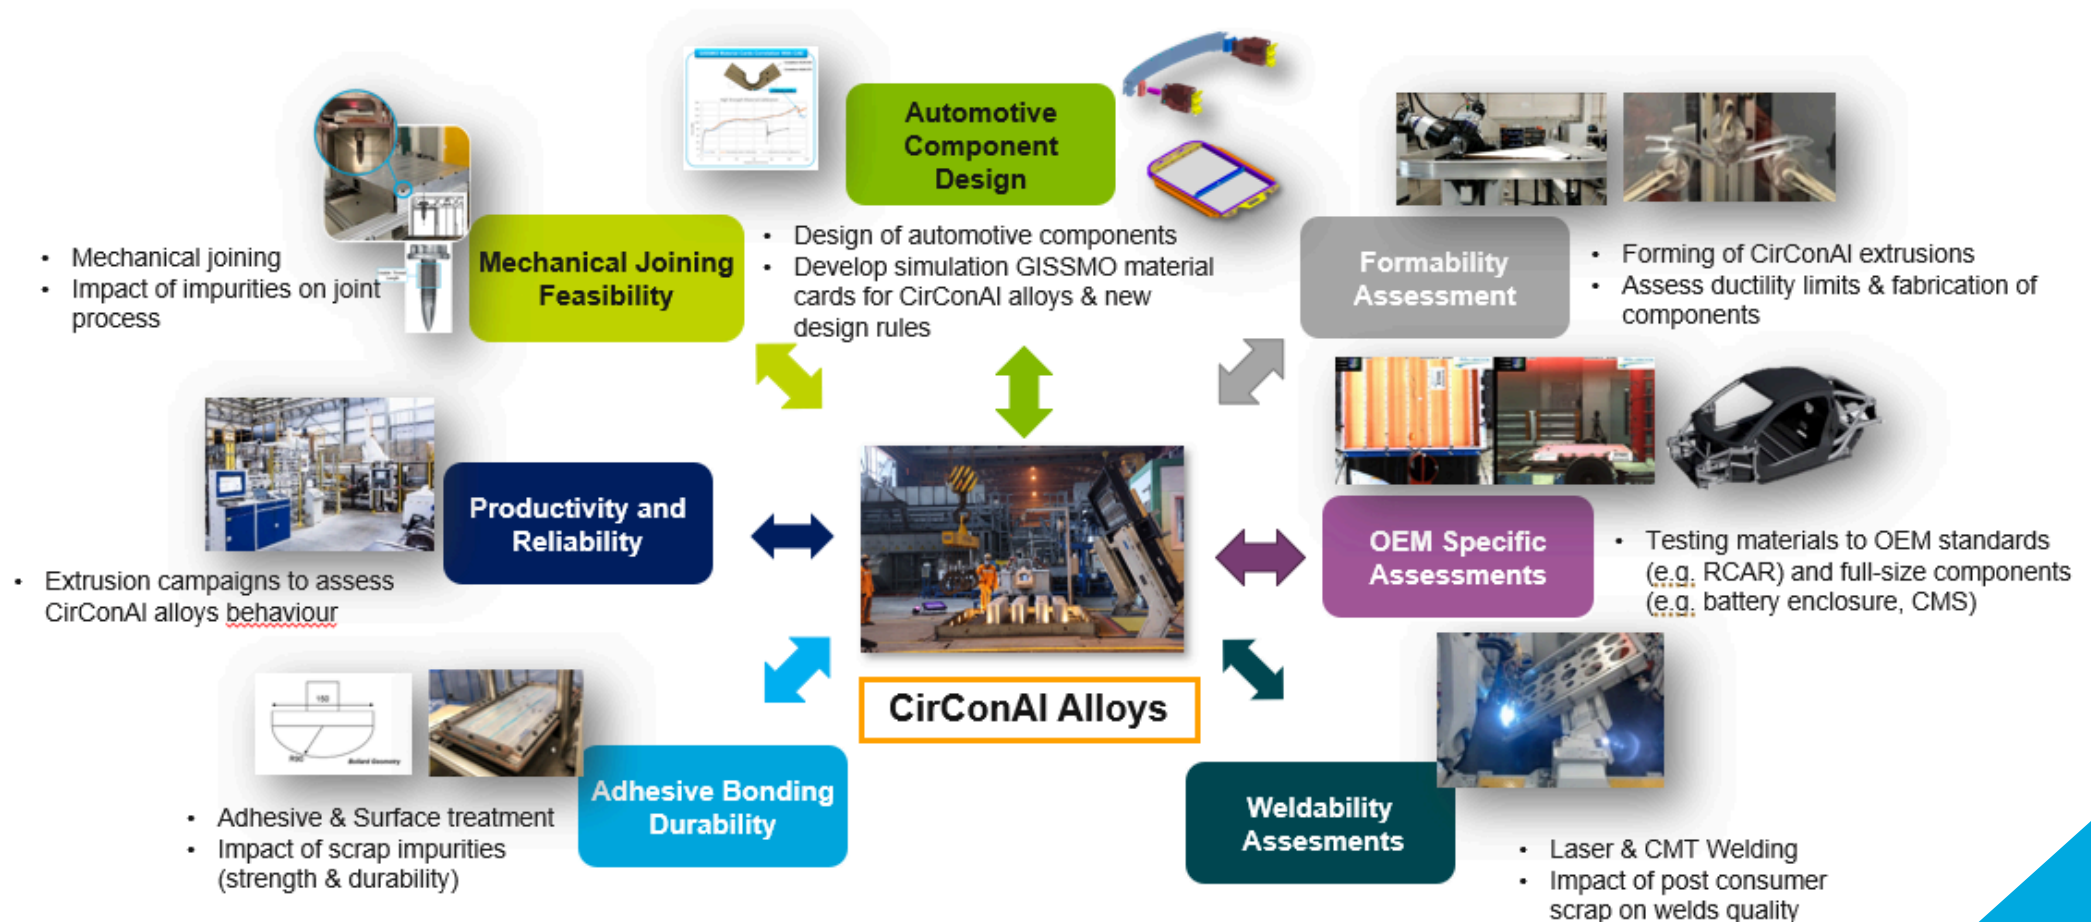 Automotive
Component
Design
• Design of automotive components
• Develop simulation GISSMO material
cards for CirConAl alloys & new
design rules
Mechanical Joining
Feasibility
• Mechanical joining
• Impact of impurities on joint
process
Formability
Assessment
• Forming of CirConAl extrusions
• Assess ductility limits & fabrication of
components
Productivity and
Reliability
• Extrusion campaigns to assess
CirConAl alloys behaviour
OEM Specific
Assessments
• Testing materials to OEM standards
(e.g. RCAR) and full-size components
(e.g. battery enclosure, CMS)
CirConAl Alloys
150
R90
Bollard Geometry
Adhesive Bonding
Durability
• Adhesive & Surface treatment
• Impact of scrap impurities
(strength & durability)
Weldability
Assesments
• Laser & CMT Welding
• Impact of post consumer
scrap on welds quality